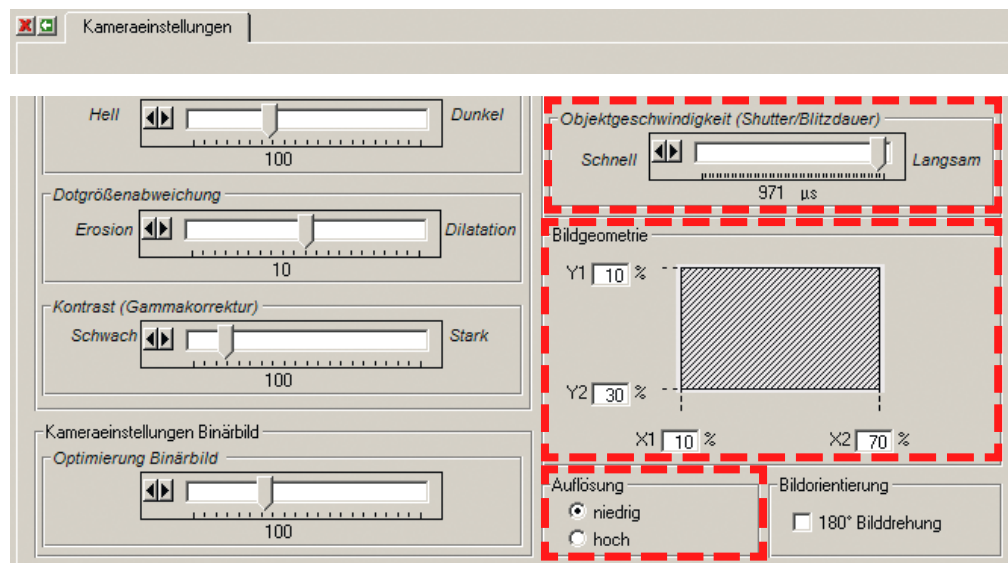 Kameraeinstellungen
Hell
Dunkel
100
Dotgrößenabweichung
Erosion
Dilatation
10
Kontrast (Gammakorrektur)
Schwach
Stark
100
Kameraeinstellungen Binärbild
Optimierung Binärbild
100
Objektgeschwindigkeit (Shutter/Blitzdauer)
Schnell
Langsam
971 µs
Bildgeometrie
Y1 10 %
Y2 30 %
X1 10 % X2 70 %
Auflösung
niedrig
hoch
Bildorientierung
180° Bilddrehung